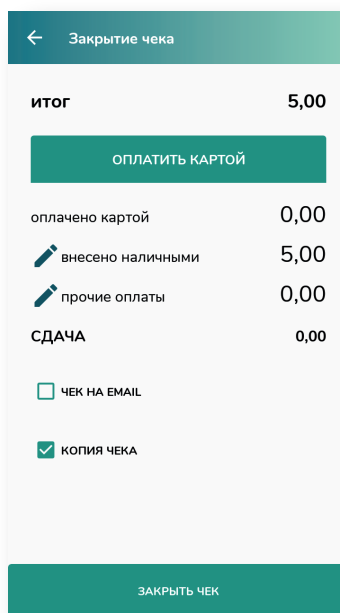 Закрытие чека
итог 5,00
ОПЛАТИТЬ КАРТОЙ
оплачено картой 0,00
внесено наличными 5,00
прочие оплаты 0,00
СДАЧА 0,00
ЧЕК НА EMAIL
КОПИЯ ЧЕКА
ЗАКРЫТЬ ЧЕК